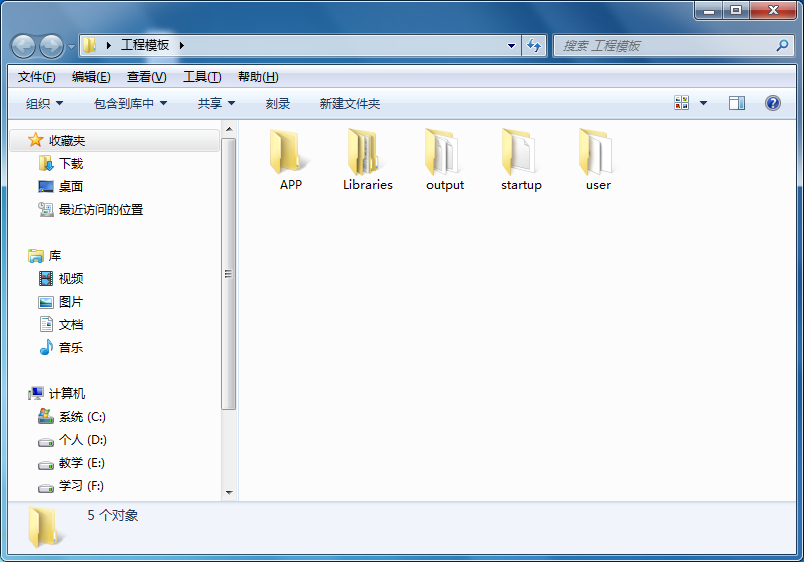 工程模板
搜索 工程模板
文件(F) 编辑(E) 查看(V) 工具(T) 帮助(H)
组织 包含到库中 共享 刻录 新建文件夹
收藏夹
下载
桌面
最近访问的位置
库
视频
图片
文档
音乐
计算机
系统 (C:)
个人 (D:)
教学 (E:)
学习 (F:)
APP Libraries output startup user
5 个对象